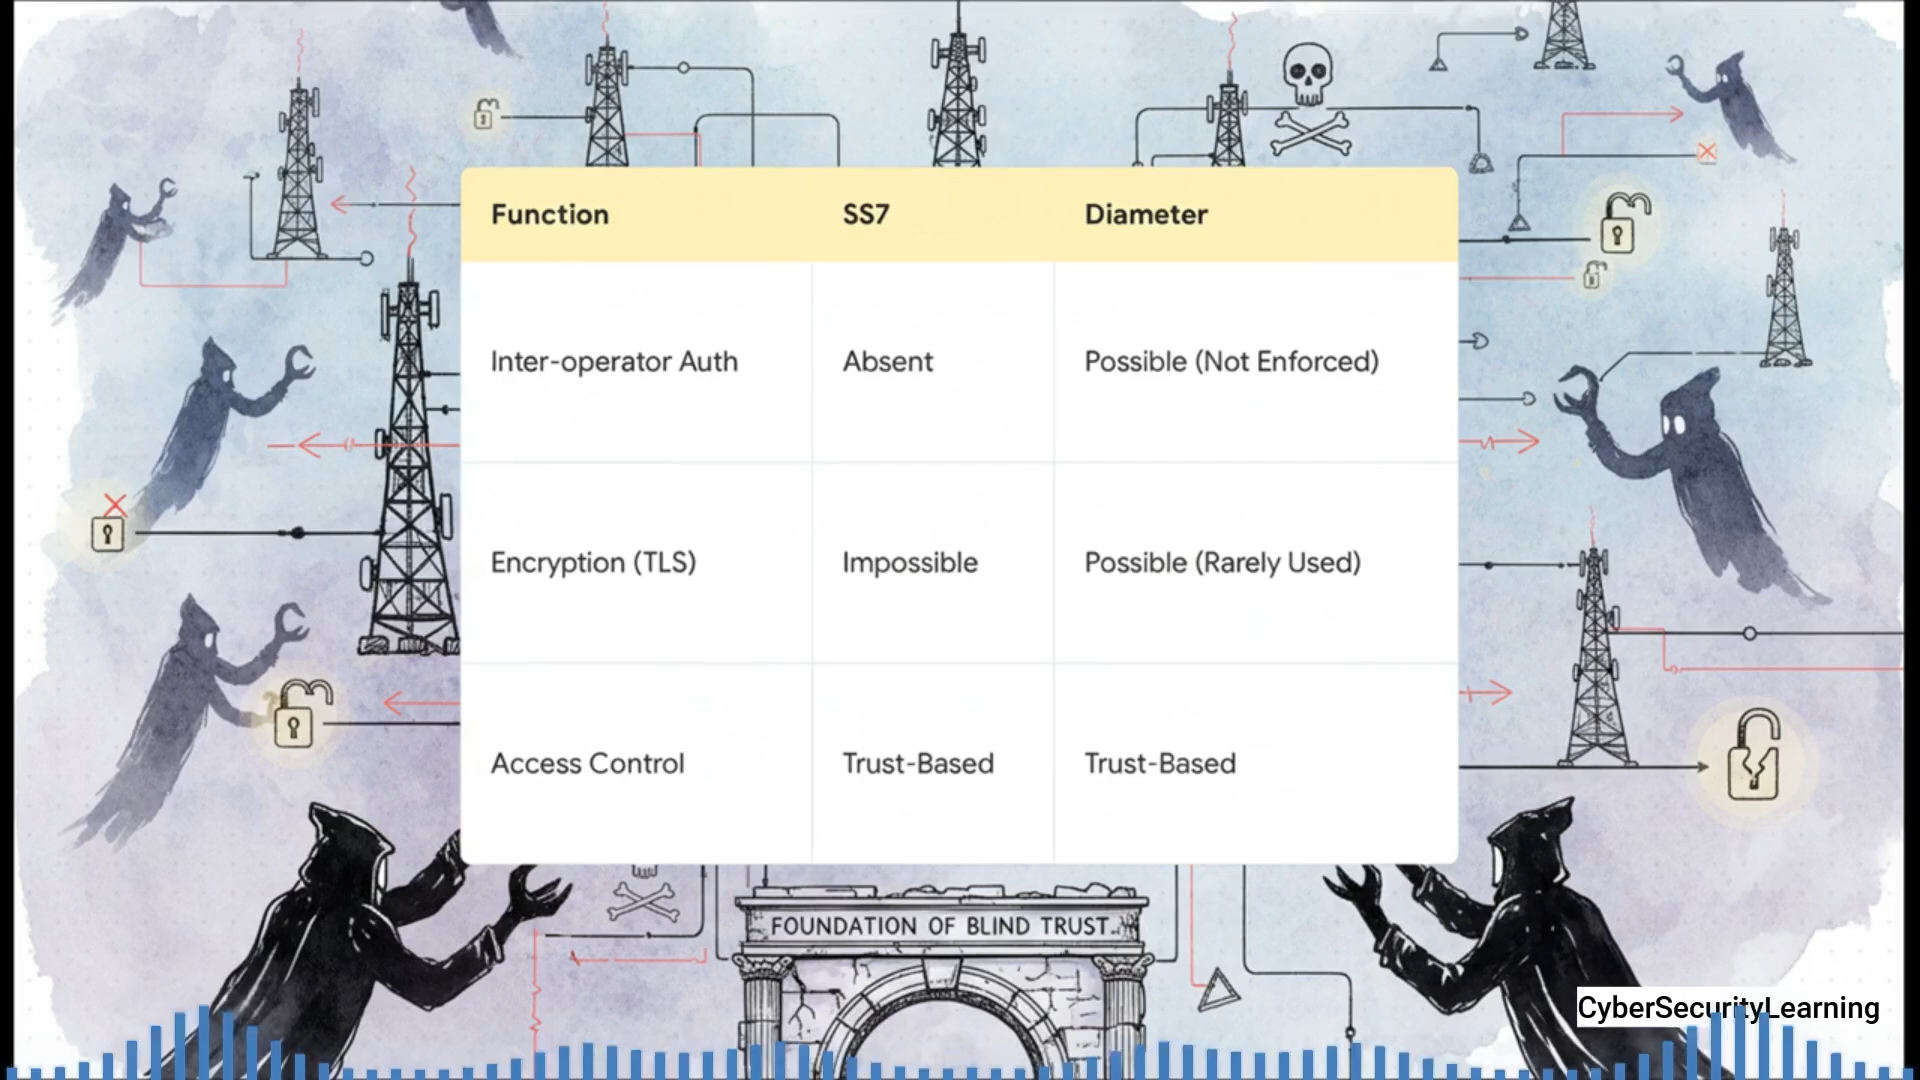 Function SS7 Diameter
Inter-operator Auth Absent Possible (Not Enforced)
Encryption (TLS) Impossible Possible (Rarely Used)
Access Control Trust-Based Trust-Based
FOUNDATION OF BLIND TRUST..
CyberSecurityLearning